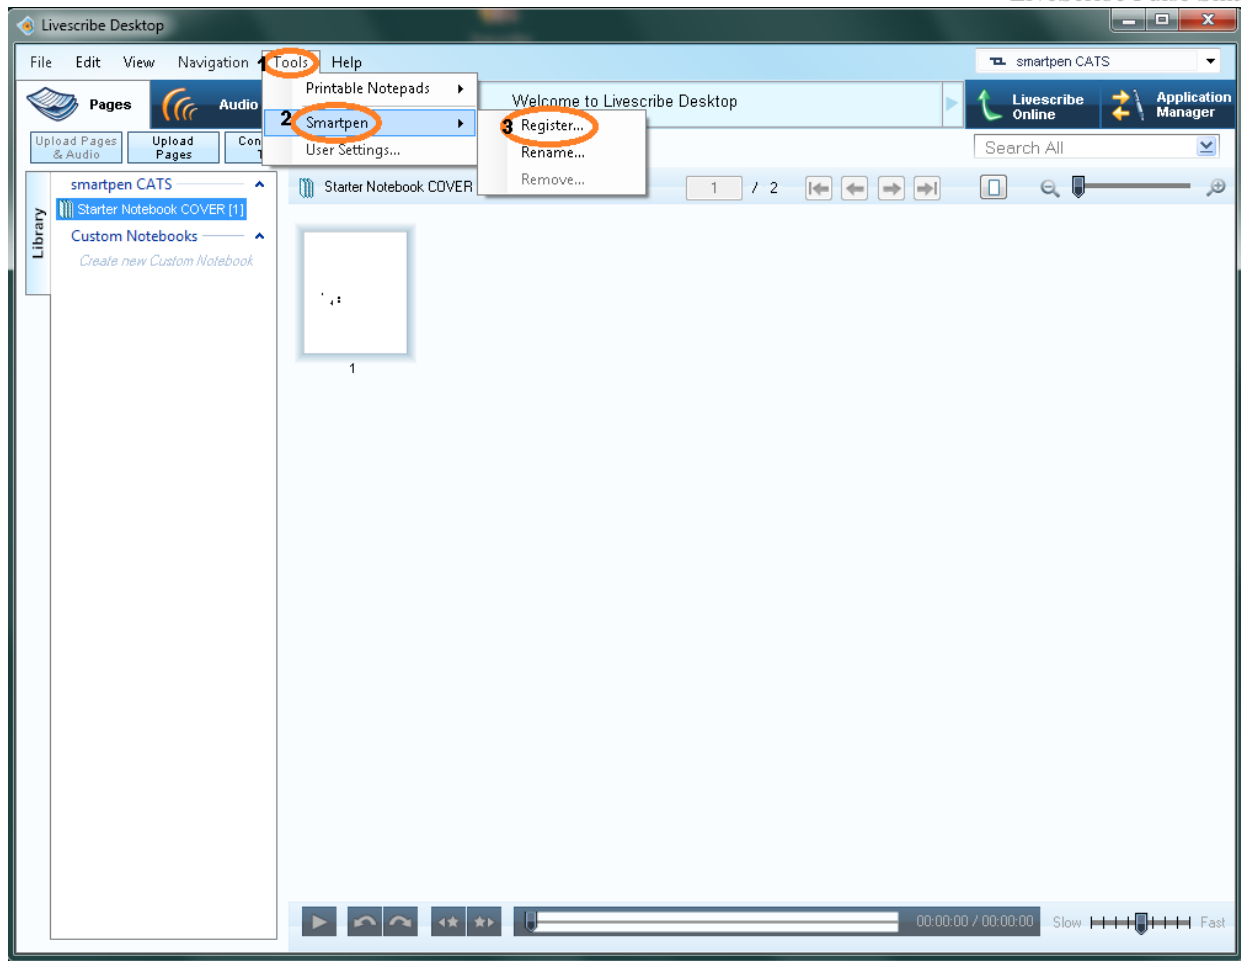 Livescribe Desktop
File Edit View Navigation 1 Tools Help
smartpen CATS
Pages Audio
Printable Notepads
Welcome to Livescribe Desktop
Livescribe Online
Application Manager
2 Smartpen
3 Register...
Upload Pages & Audio
Upload Pages
User Settings...
Rename...
Search All
Remove...
smartpen CATS
Starter Notebook COVER
1 / 2
Library
Starter Notebook COVER [1]
Custom Notebooks
Create new Custom Notebook
1
00:00:00 / 00:00:00 Slow Fast